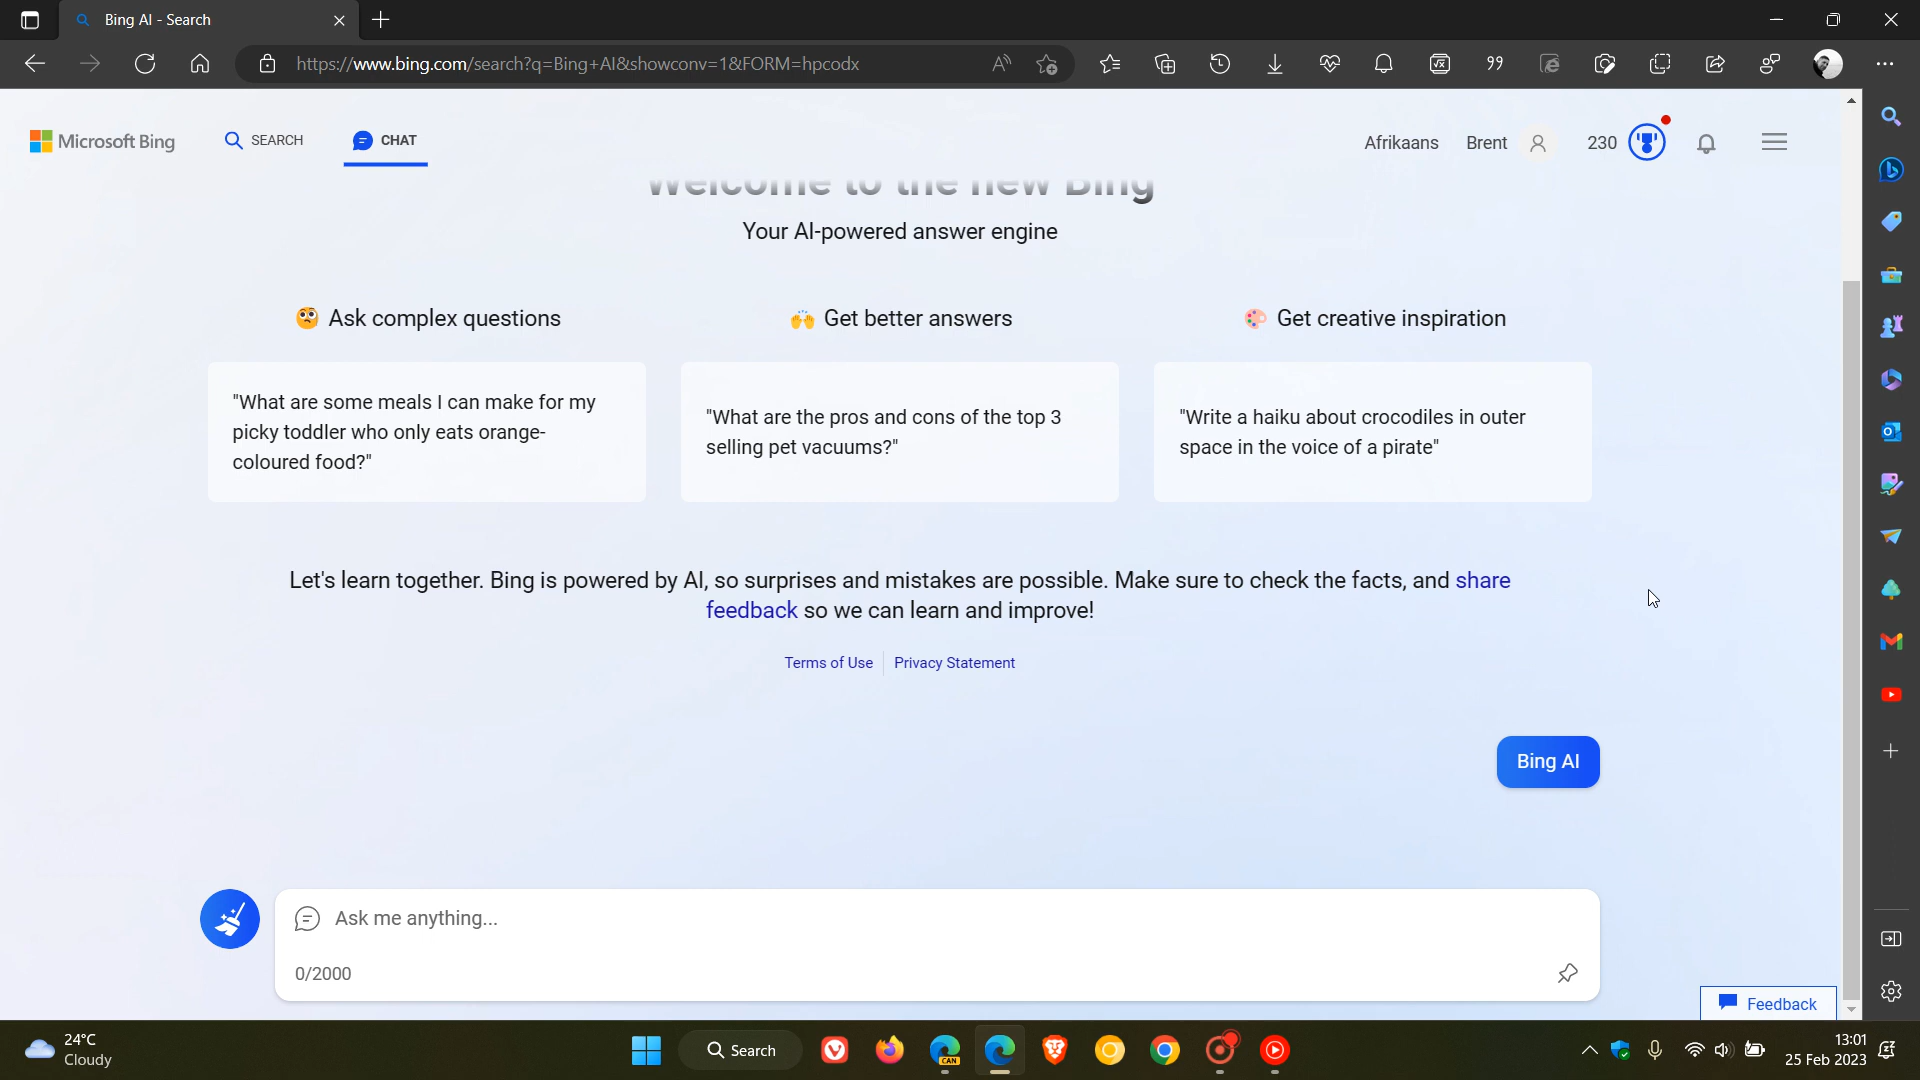 Bing AI - Search
https://www.bing.com/search?q=Bing+AI&showconv=1&FORM=hpcodx
Microsoft Bing
SEARCH
CHAT
Afrikaans
Brent
230
Welcome to the new Bing
Your AI-powered answer engine
Ask complex questions
Get better answers
Get creative inspiration
"What are some meals I can make for my
picky toddler who only eats orange-
coloured food?"
"What are the pros and cons of the top 3
selling pet vacuums?"
"Write a haiku about crocodiles in outer
space in the voice of a pirate"
Let's learn together. Bing is powered by AI, so surprises and mistakes are possible. Make sure to check the facts, and share
feedback so we can learn and improve!
Terms of Use
Privacy Statement
Bing AI
Ask me anything...
0/2000
Feedback
24°C
Cloudy
Search
CAN
13:01
25 Feb 2023